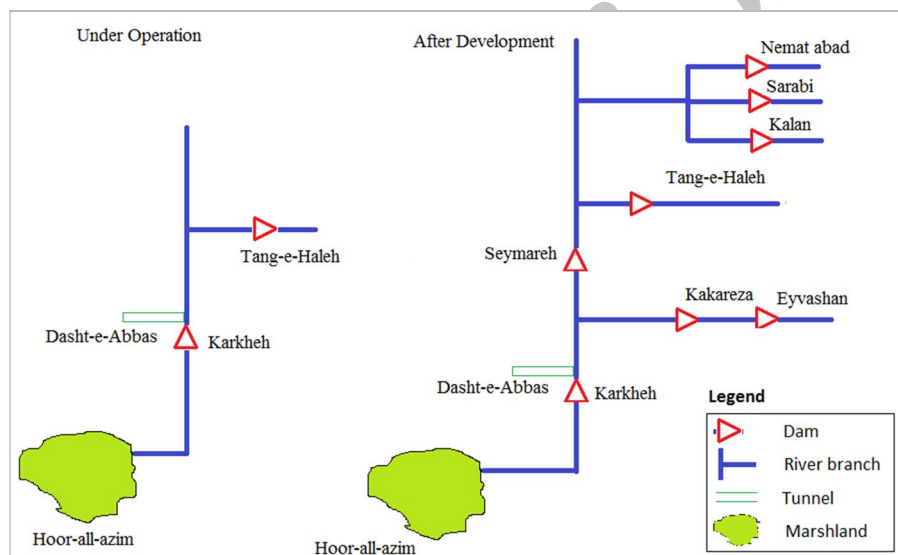 Under Operation
Tang-e-Haleh
Dasht-e-Abbas
Karkheh
Hoor-all-azim
After Development
Nemat abad
Sarabi
Kalan
Tang-e-Haleh
Seymareh
Kakareza
Eyvashan
Dasht-e-Abbas
Karkheh
Hoor-all-azim
Legend
Dam
River branch
Tunnel
Marshland